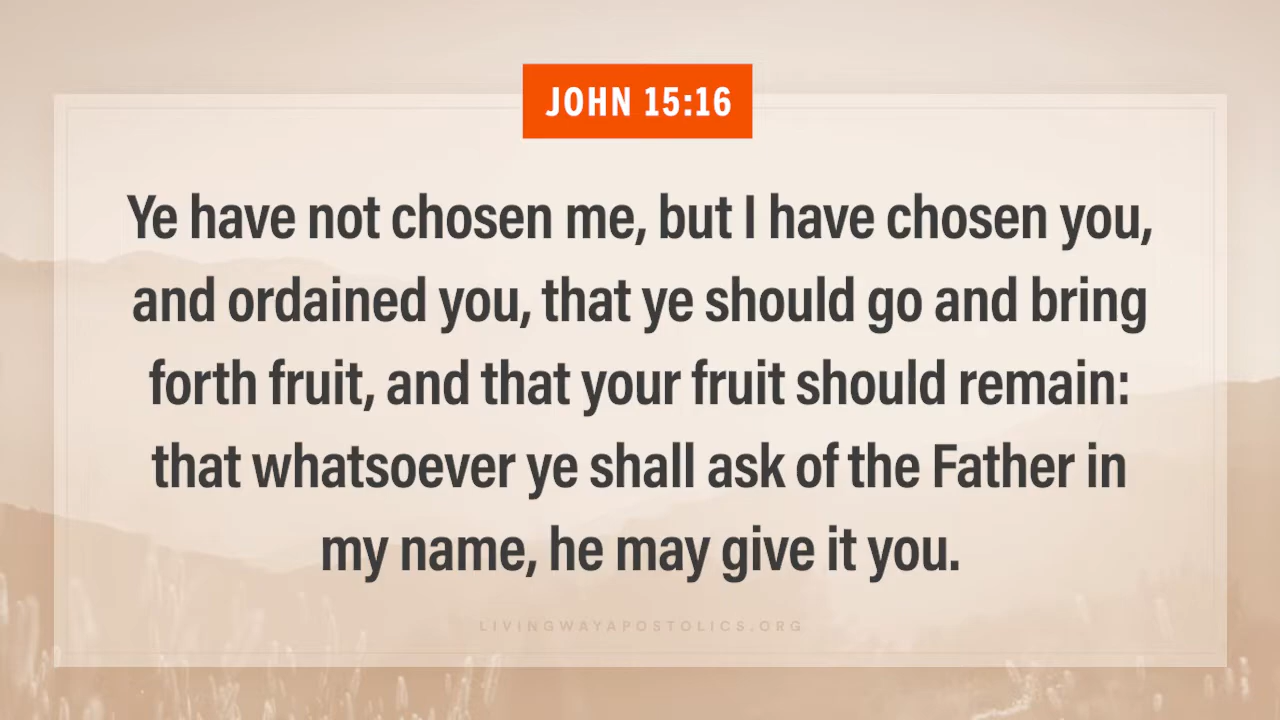 JOHN 15:16
Ye have not chosen me, but I have chosen you,
and ordained you, that ye should go and bring
forth fruit, and that your fruit should remain:
that whatsoever ye shall ask of the Father in
my name, he may give it you.
LIVINGWAYAPOSTOLICS.ORG